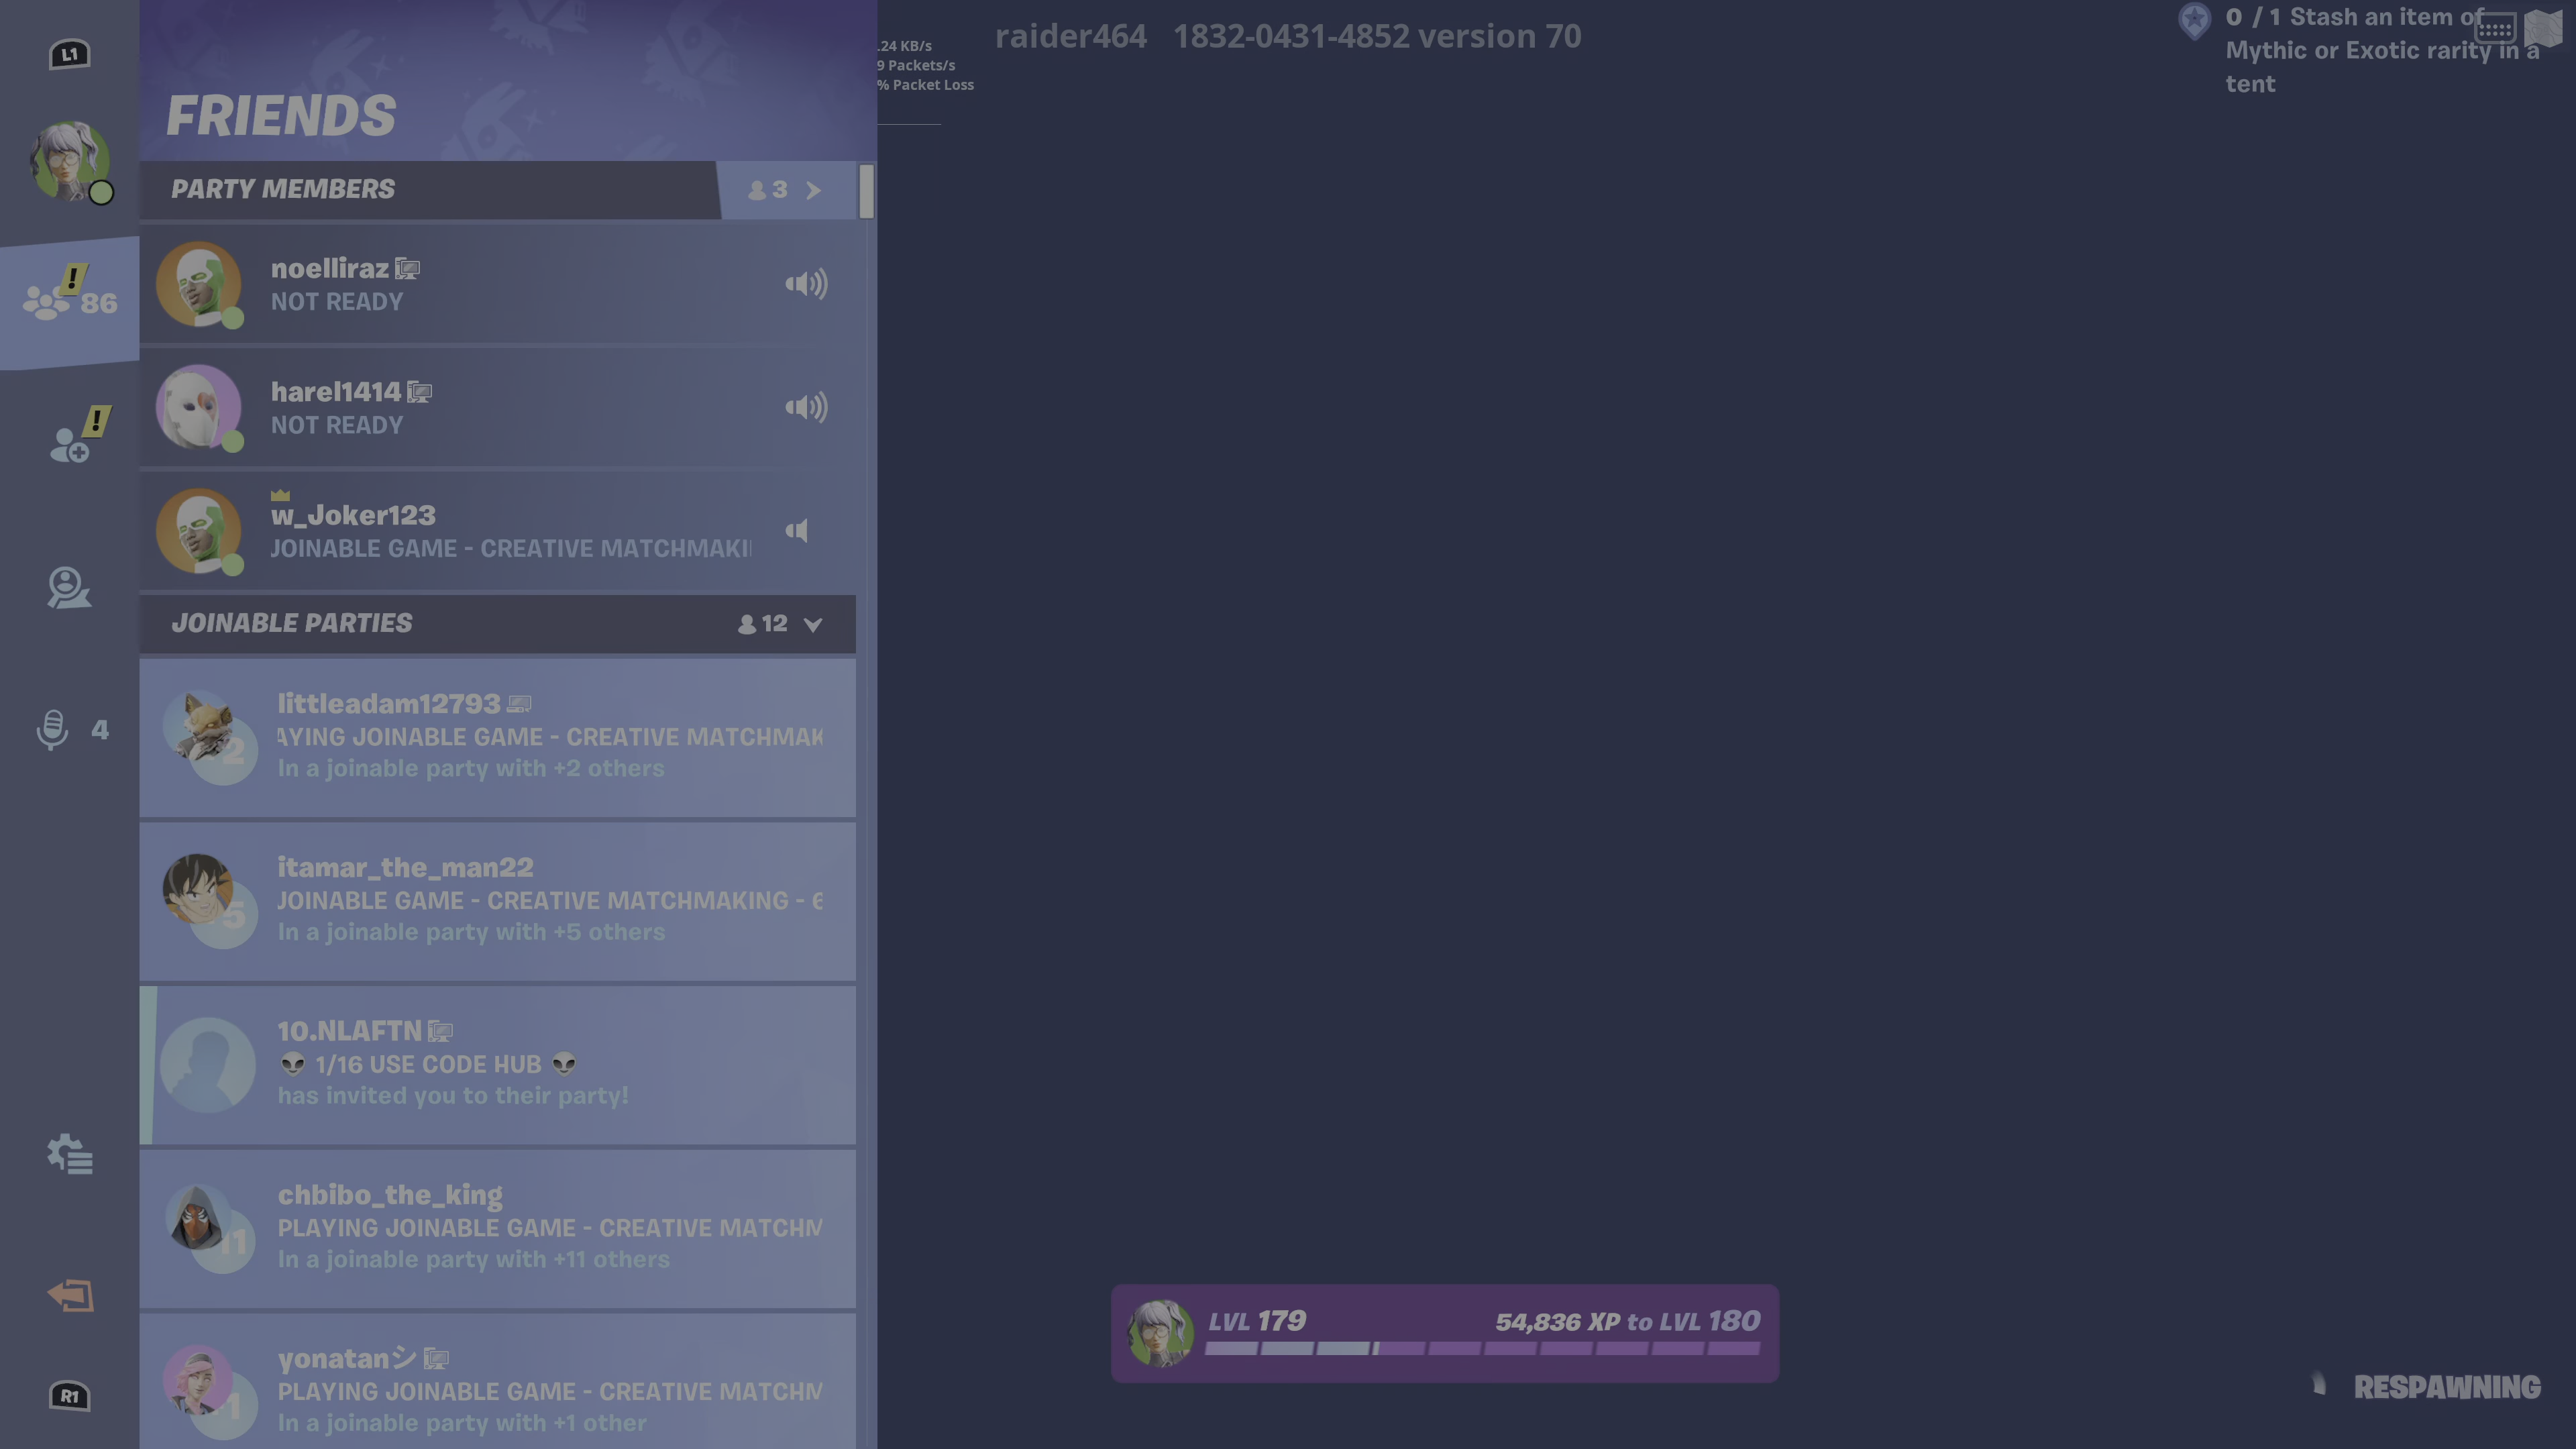 L1
FRIENDS
PARTY MEMBERS
3
noelliraz
NOT READY
86
harel1414
NOT READY
w_Joker123
JOINABLE GAME - CREATIVE MATCHMAKI
JOINABLE PARTIES
12
littleadam12793
AYING JOINABLE GAME - CREATIVE MATCHMAK
In a joinable party with +2 others
2
4
itamar_the_man22
JOINABLE GAME - CREATIVE MATCHMAKING - 6
In a joinable party with +5 others
5
10.NLAFTN
👽 1/16 USE CODE HUB 👽
has invited you to their party!
chbibo_the_king
PLAYING JOINABLE GAME - CREATIVE MATCHM
In a joinable party with +11 others
11
yonatanシ
PLAYING JOINABLE GAME - CREATIVE MATCHM
In a joinable party with +1 other
1
R1
.24 KB/s
9 Packets/s
% Packet Loss
raider464 1832-0431-4852 version 70
0 / 1 Stash an item of
Mythic or Exotic rarity in a
tent
LVL 179
54,836 XP to LVL 180
RESPAWNING